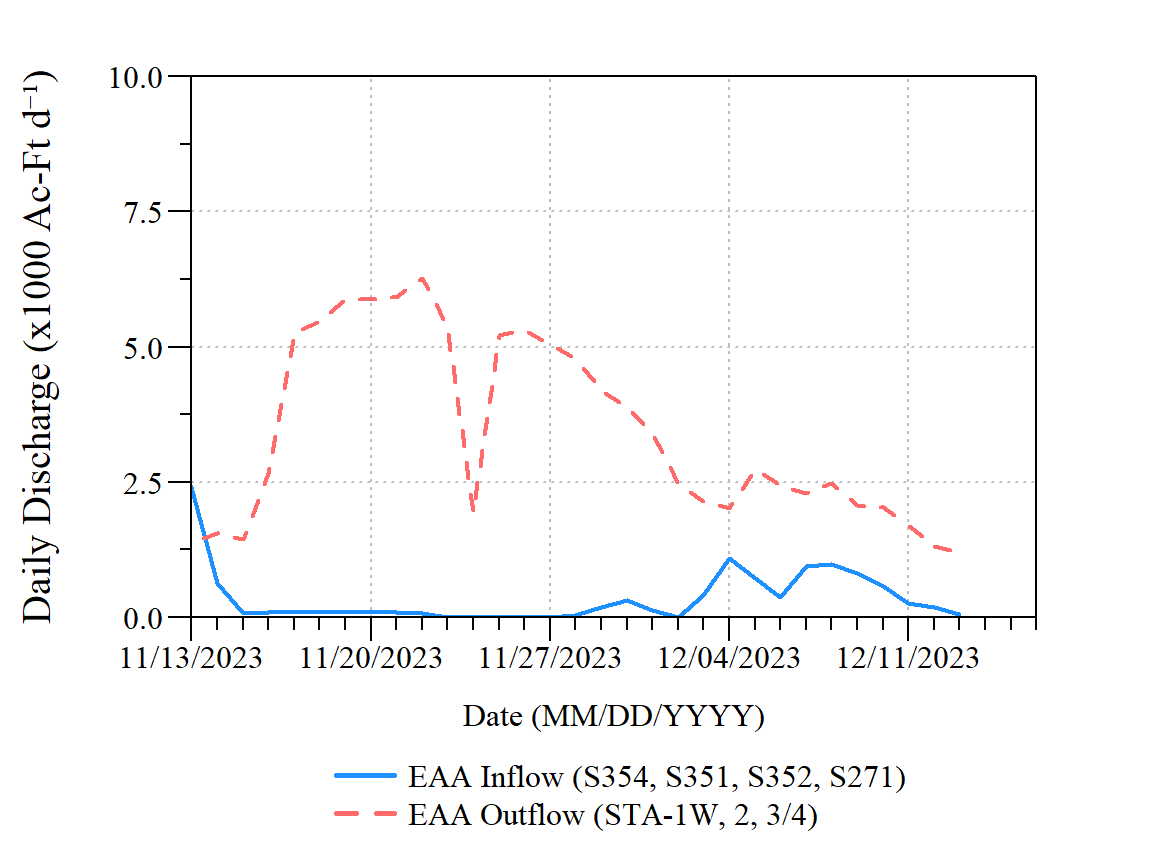 Daily Discharge (x1000 Ac-Ft d⁻¹)
10.0
7.5
5.0
2.5
0.0
11/13/2023 11/20/2023 11/27/2023 12/04/2023 12/11/2023
Date (MM/DD/YYYY)
EAA Inflow (S354, S351, S352, S271)
EAA Outflow (STA-1W, 2, 3/4)